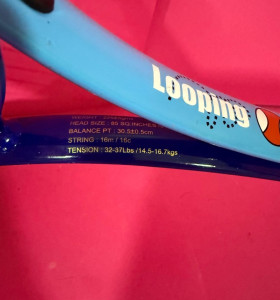 Looping
HEAD SIZE : 85 SQ INCHES
BALANCE PT : 30.5±0.5cm
STRING : 16m / 15c
TENSION : 32-37Lbs /14.5-16.7kgs